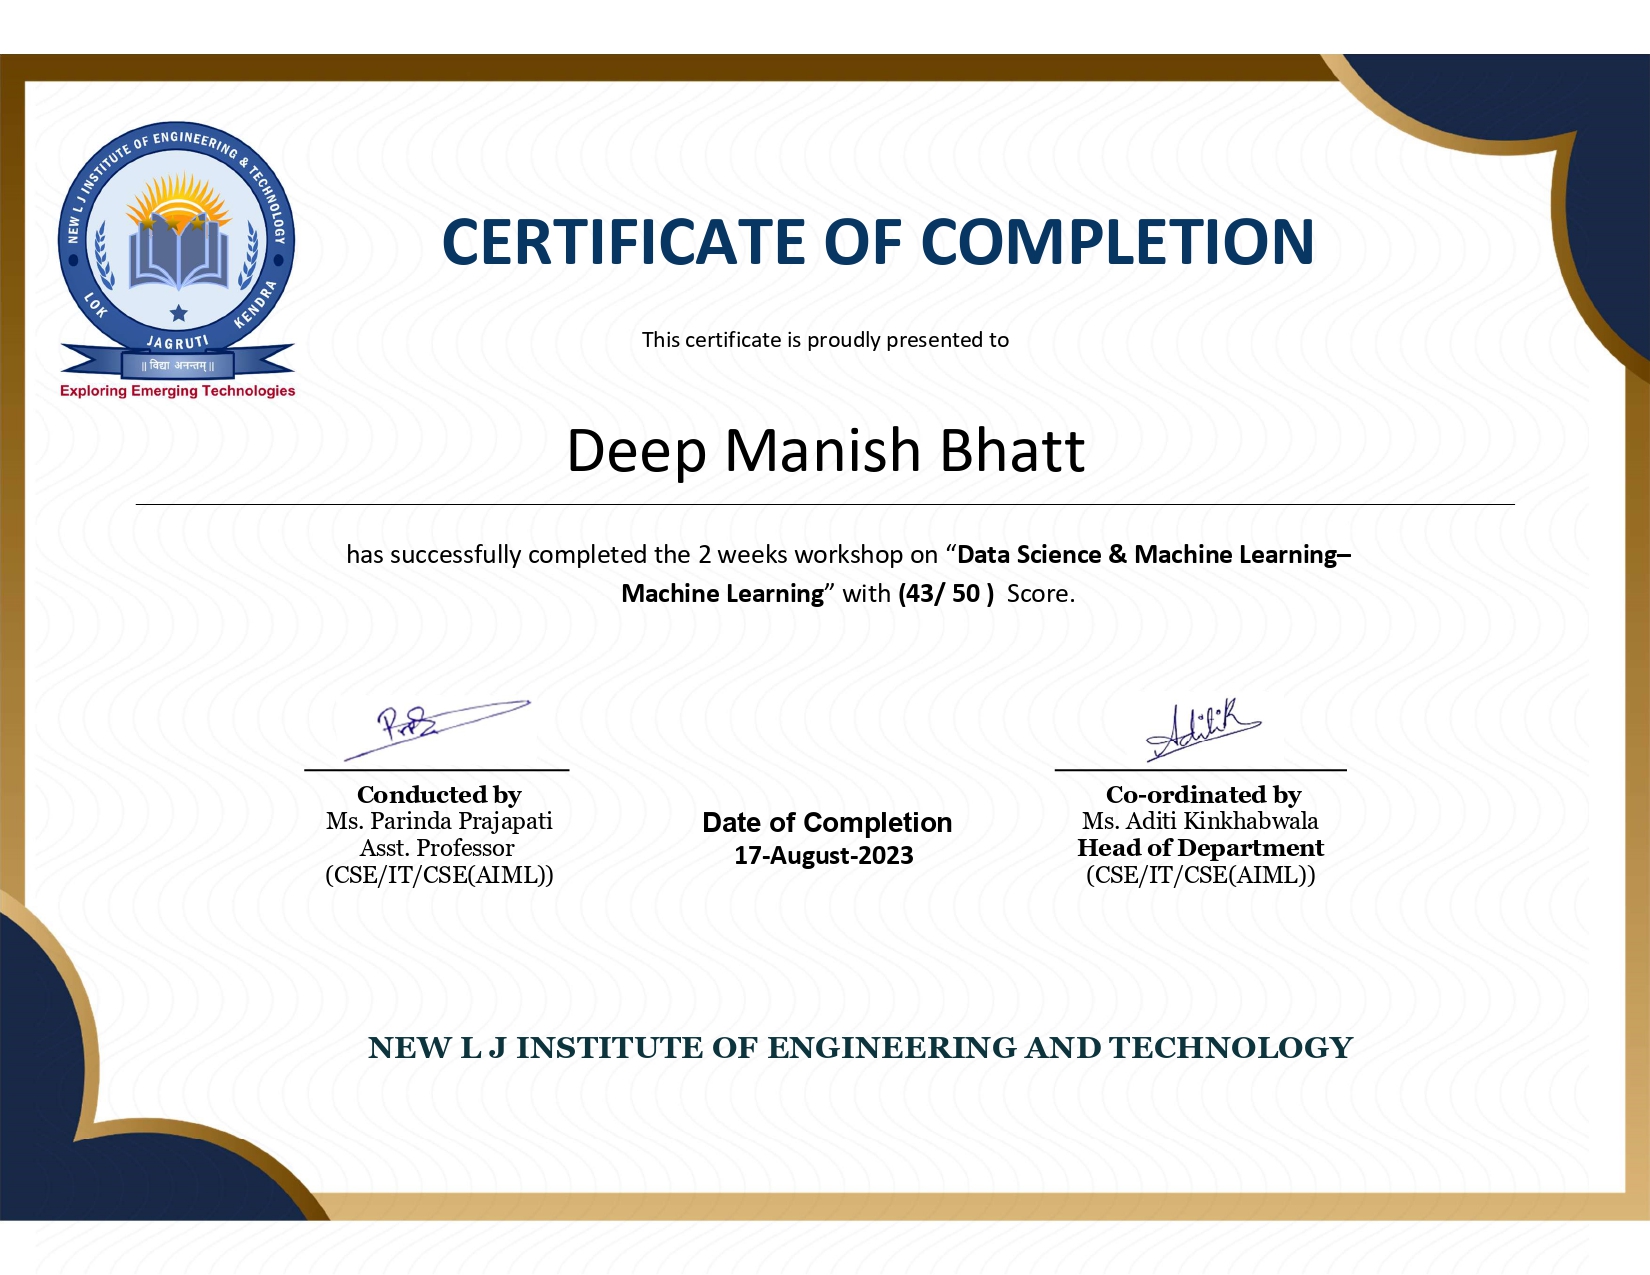 NEW L J INSTITUTE OF ENGINEERING & TECHNOLOGY
LOK JAGRUTI KENDRA
॥ विद्या अनन्तम् ॥
Exploring Emerging Technologies
CERTIFICATE OF COMPLETION
This certificate is proudly presented to
Deep Manish Bhatt
has successfully completed the 2 weeks workshop on “Data Science & Machine Learning–
Machine Learning” with (43/ 50 ) Score.
AditiK
Conducted by
Ms. Parinda Prajapati
Asst. Professor
(CSE/IT/CSE(AIML))
Date of Completion
17-August-2023
Co-ordinated by
Ms. Aditi Kinkhabwala
Head of Department
(CSE/IT/CSE(AIML))
NEW L J INSTITUTE OF ENGINEERING AND TECHNOLOGY